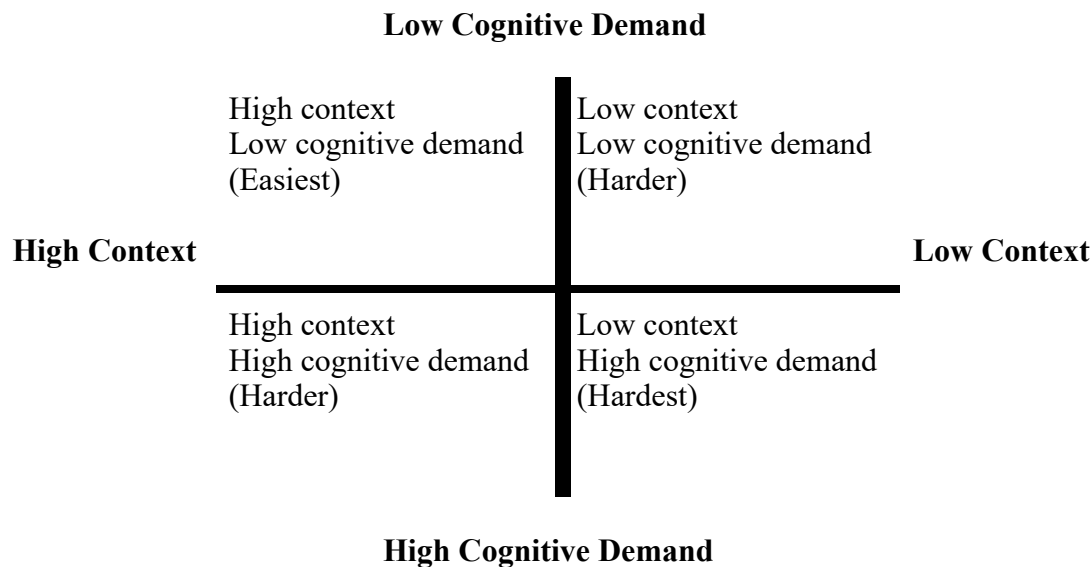 Low Cognitive Demand
High context
Low cognitive demand
(Easiest)
Low context
Low cognitive demand
(Harder)
High Context
Low Context
High context
High cognitive demand
(Harder)
Low context
High cognitive demand
(Hardest)
High Cognitive Demand